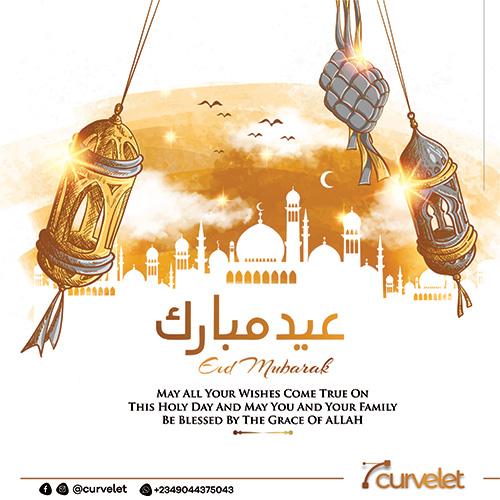 عيد مبارك
Eid Mubarak
MAY ALL YOUR WISHES COME TRUE ON
THIS HOLY DAY AND MAY YOU AND YOUR FAMILY
BE BLESSED BY THE GRACE OF ALLAH
@curvelet +2349044375043
curvelet